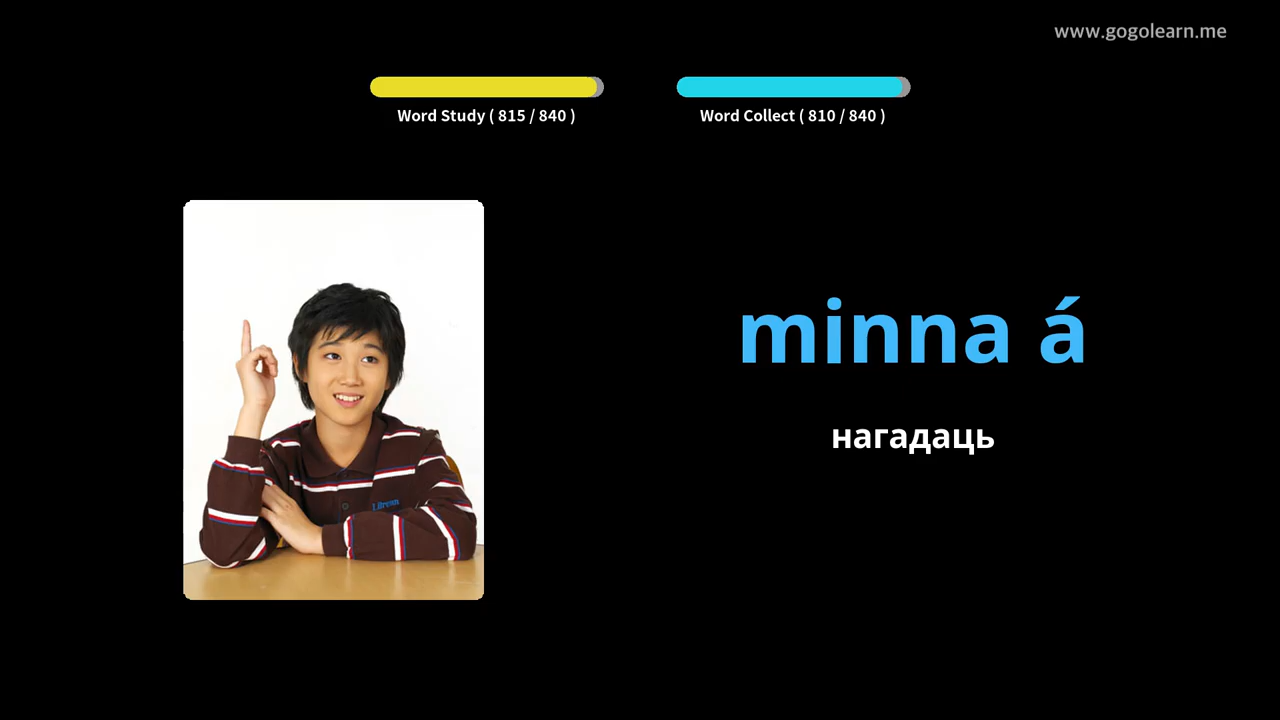 www.gogolearn.me
Word Study ( 815 / 840 )
Word Collect ( 810 / 840 )
minna á
нагадаць